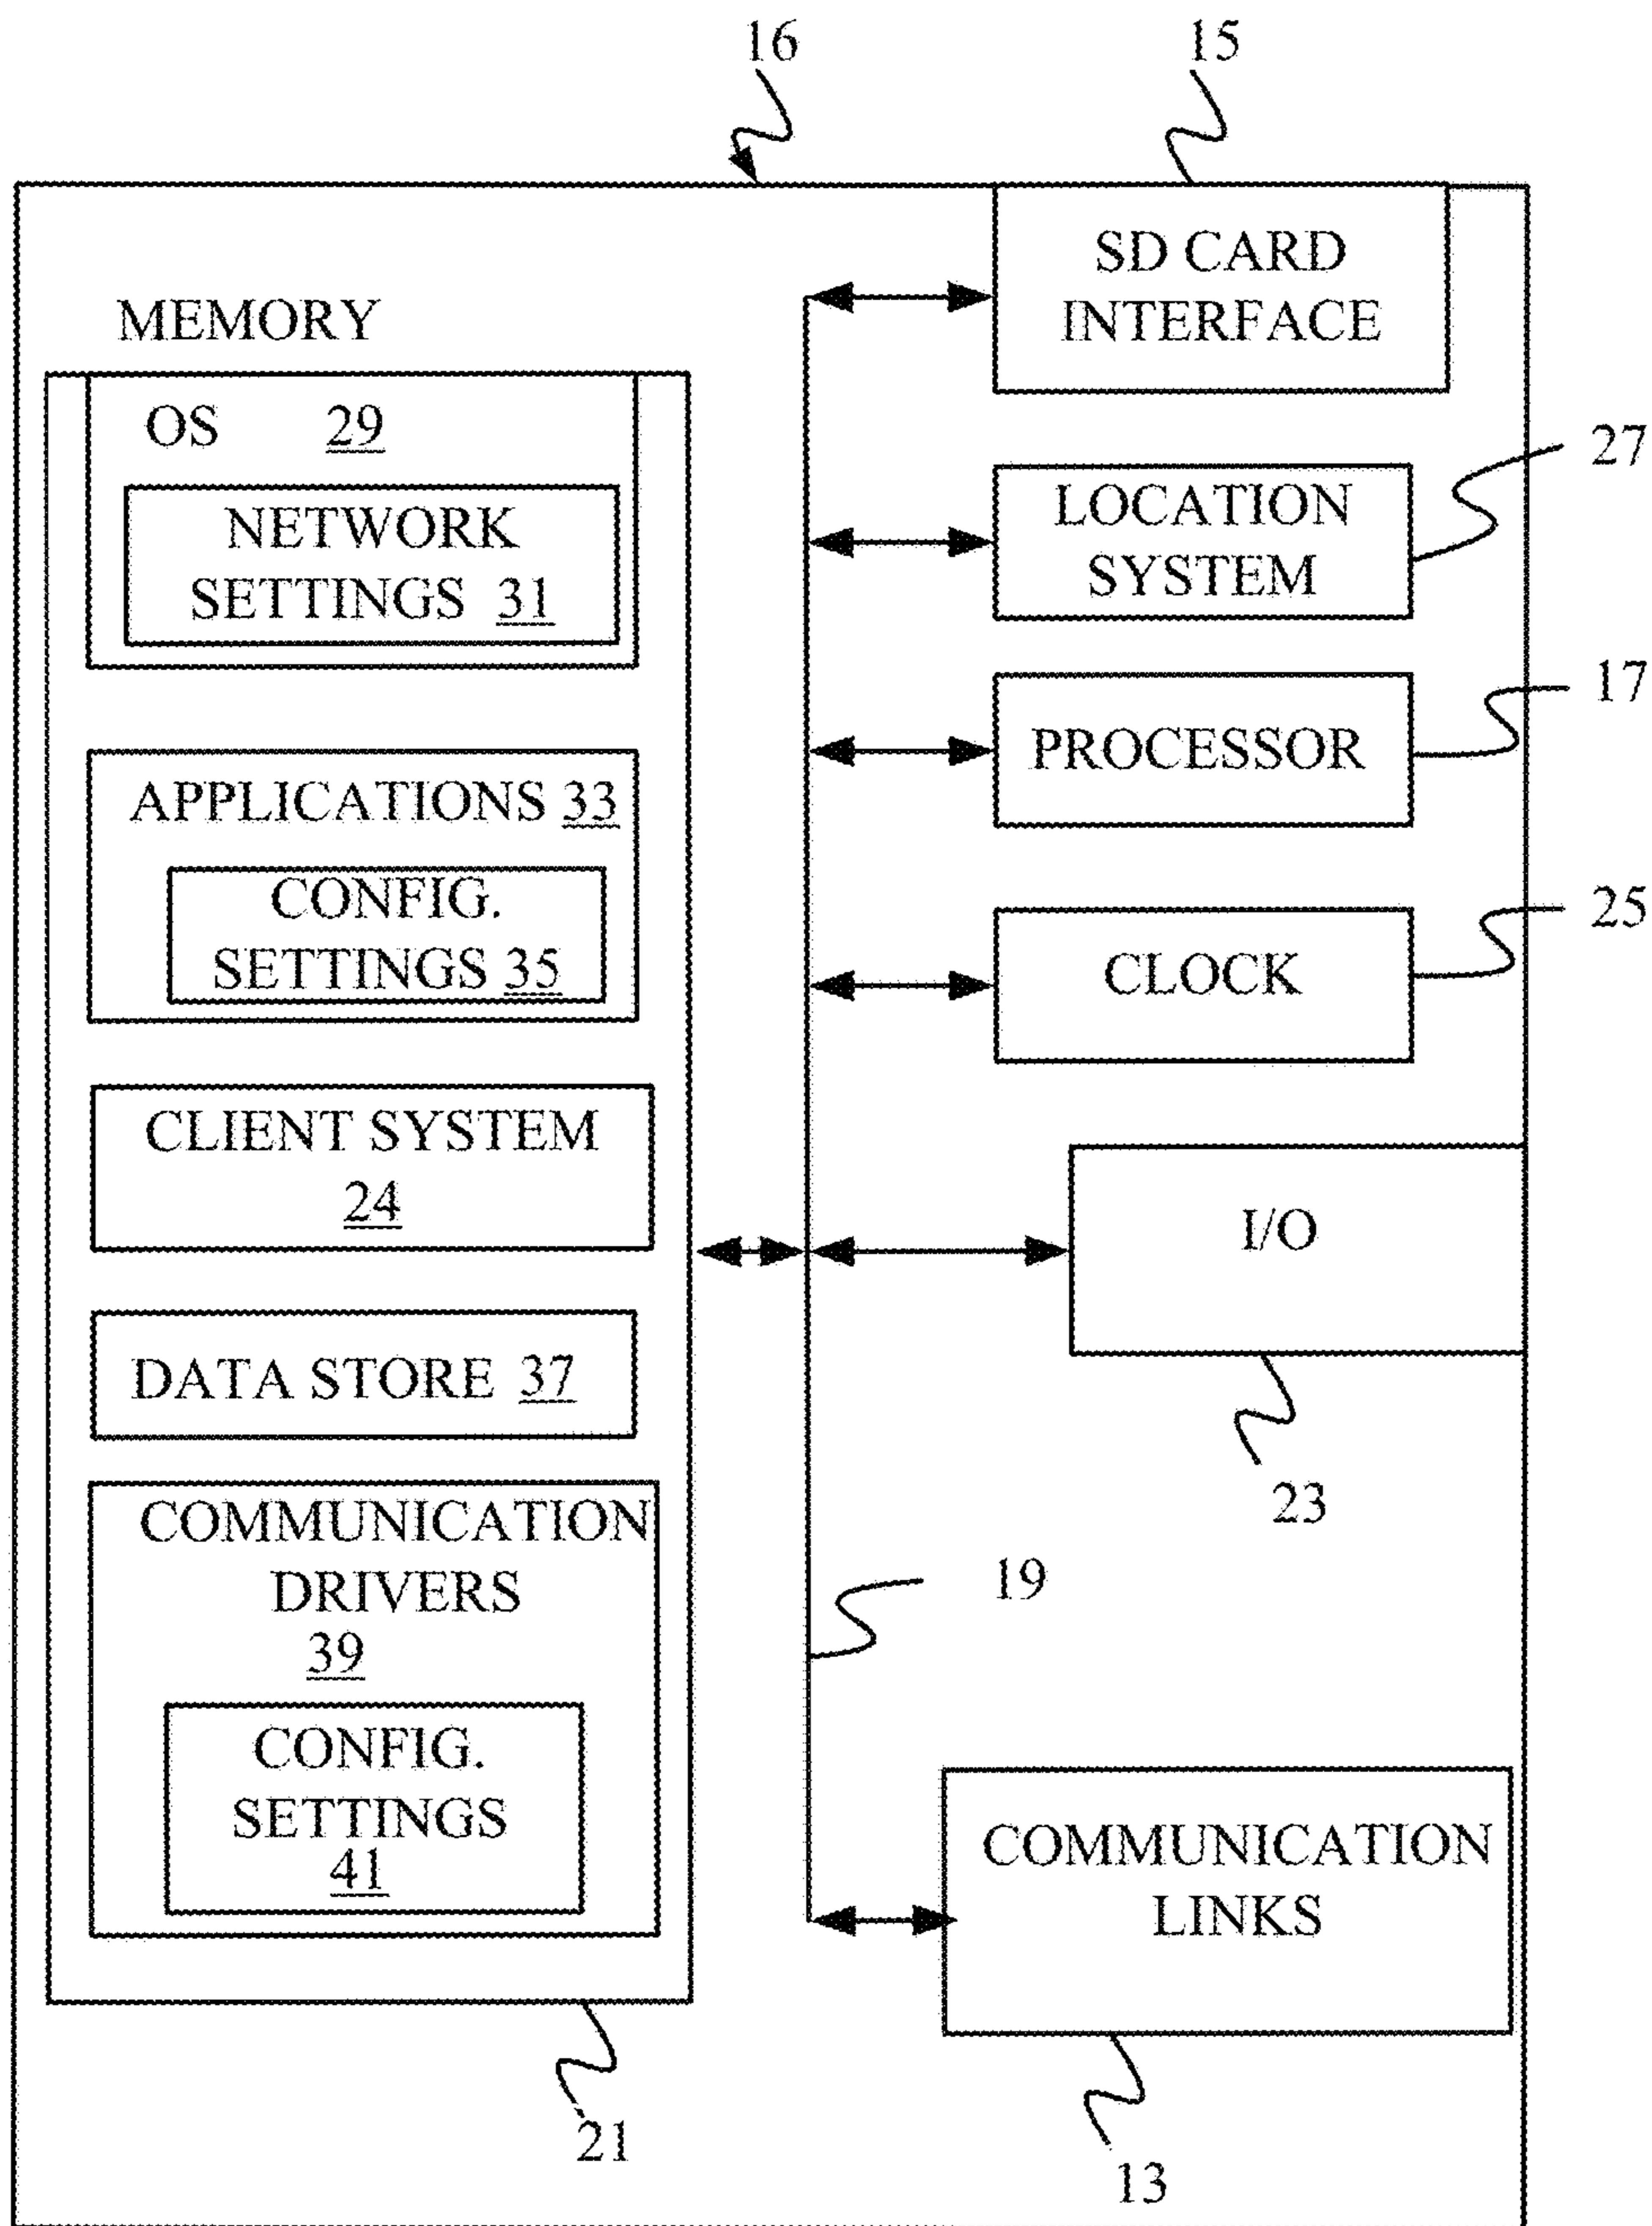 16
15
SD CARD
INTERFACE
MEMORY
OS 29
NETWORK
SETTINGS 31
27
LOCATION
SYSTEM
17
PROCESSOR
APPLICATIONS 33
CONFIG.
SETTINGS 35
25
CLOCK
CLIENT SYSTEM
24
I/O
DATA STORE 37
23
COMMUNICATION
DRIVERS
39
19
CONFIG.
SETTINGS
41
COMMUNICATION
LINKS
21
13